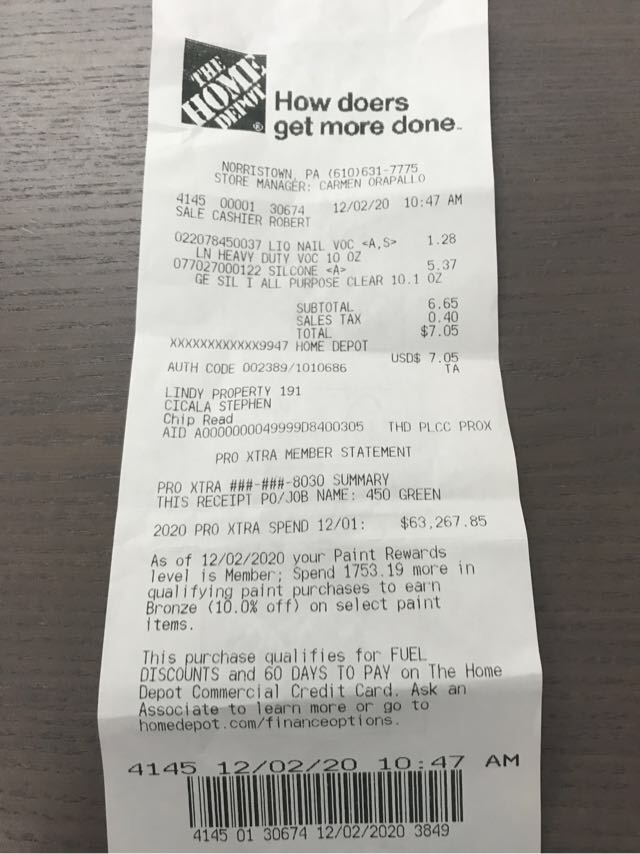 THE
HOME
DEPOT
How doers
get more done.
NORRISTOWN, PA (610)631-7775
STORE MANAGER: CARMEN ORAPALLO
4145 00001 30674 12/02/20 10:47 AM
SALE CASHIER ROBERT
022078450037 LIQ NAIL VOC <A,S> 1.28
LN HEAVY DUTY VOC 10 OZ
077027000122 SILCONE <A> 5.37
GE SIL I ALL PURPOSE CLEAR 10.1 OZ
SUBTOTAL 6.65
SALES TAX 0.40
TOTAL $7.05
XXXXXXXXXXXX9947 HOME DEPOT
USD$ 7.05
AUTH CODE 002389/1010686 TA
LINDY PROPERTY 191
CICALA STEPHEN
Chip Read
AID A0000000049999D8400305 THD PLCC PROX
PRO XTRA MEMBER STATEMENT
PRO XTRA ###-###-8030 SUMMARY
THIS RECEIPT PO/JOB NAME: 450 GREEN
2020 PRO XTRA SPEND 12/01: $63,267.85
As of 12/02/2020 your Paint Rewards
level is Member; Spend 1753.19 more in
qualifying paint purchases to earn
Bronze (10.0% off) on select paint
items.
This purchase qualifies for FUEL
DISCOUNTS and 60 DAYS TO PAY on The Home
Depot Commercial Credit Card. Ask an
Associate to learn more or go to
homedepot.com/financeoptions.
4145 12/02/20 10:47 AM
4145 01 30674 12/02/2020 3849